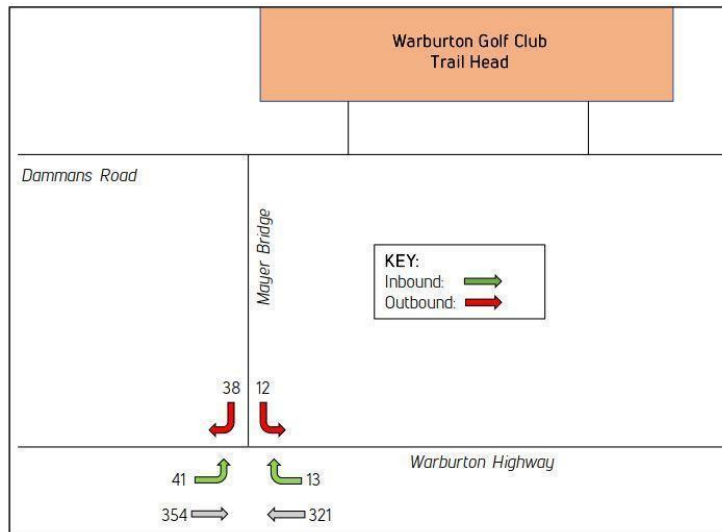 Warburton Golf Club
Trail Head
Dammans Road
Mayer Bridge
KEY:
Inbound:
Outbound:
38 12
Warburton Highway
41 13
354 321